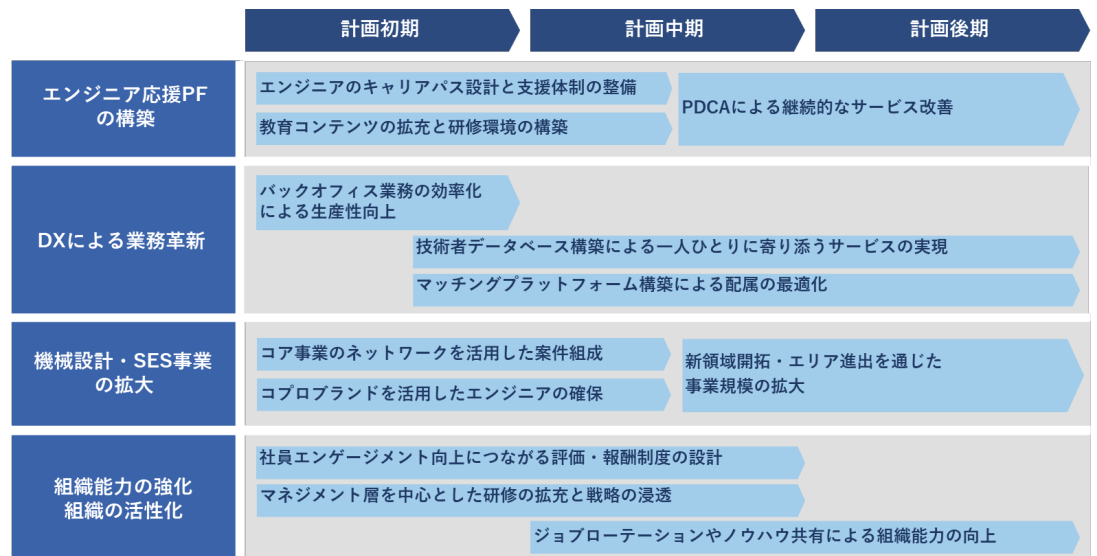 計画初期
計画中期
計画後期
エンジニア応援PF
の構築
エンジニアのキャリアパス設計と支援体制の整備
教育コンテンツの拡充と研修環境の構築
PDCAによる継続的なサービス改善
DXによる業務革新
バックオフィス業務の効率化
による生産性向上
技術者データベース構築による一人ひとりに寄り添うサービスの実現
マッチングプラットフォーム構築による配属の最適化
機械設計・SES事業
の拡大
コア事業のネットワークを活用した案件組成
コプロブランドを活用したエンジニアの確保
新領域開拓・エリア進出を通じた
事業規模の拡大
組織能力の強化
組織の活性化
社員エンゲージメント向上につながる評価・報酬制度の設計
マネジメント層を中心とした研修の拡充と戦略の浸透
ジョブローテーションやノウハウ共有による組織能力の向上